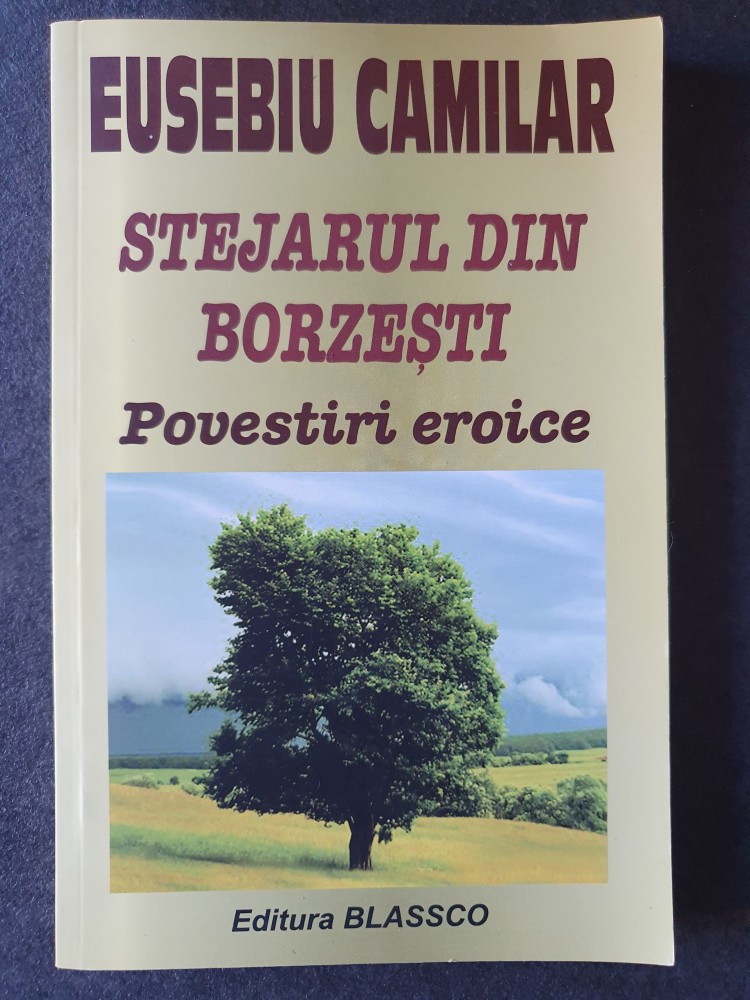 EUSEBIU CAMILAR
STEJARUL DIN
BORZEȘTI
Povestiri eroice
Editura BLASSCO